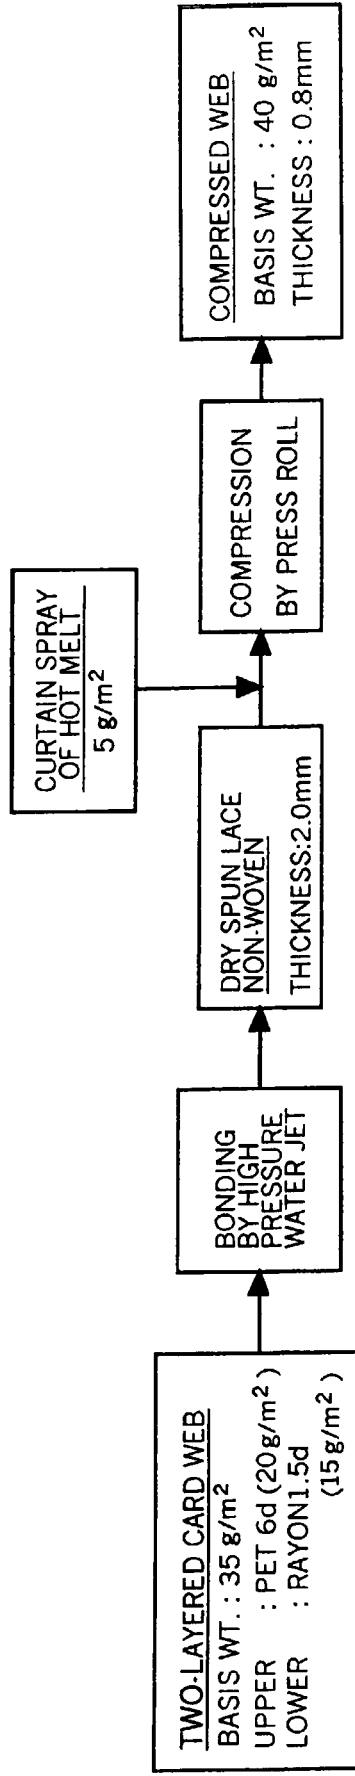 TWO-LAYERED CARD WEB
BASIS WT. : 35 g/m²
UPPER : PET 6d (20g/m²)
LOWER : RAYON1.5d
(15g/m²)
BONDING
BY HIGH
PRESSURE
WATER JET
DRY SPUN LACE
NON-WOVEN
THICKNESS:2.0mm
CURTAIN SPRAY
OF HOT MELT
5 g/m²
COMPRESSION
BY PRESS ROLL
COMPRESSED WEB
BASIS WT. : 40 g/m²
THICKNESS : 0.8mm